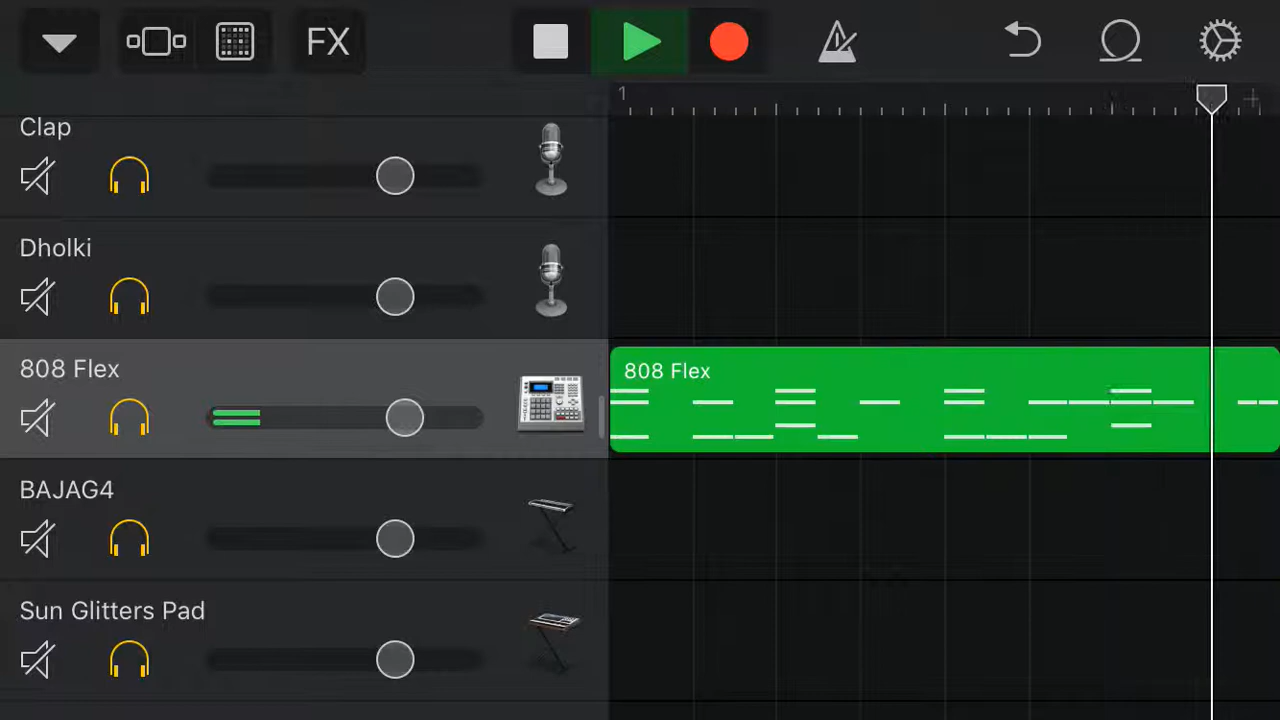 FX
1
Clap
Dholki
808 Flex
808 Flex
BAJAG4
Sun Glitters Pad